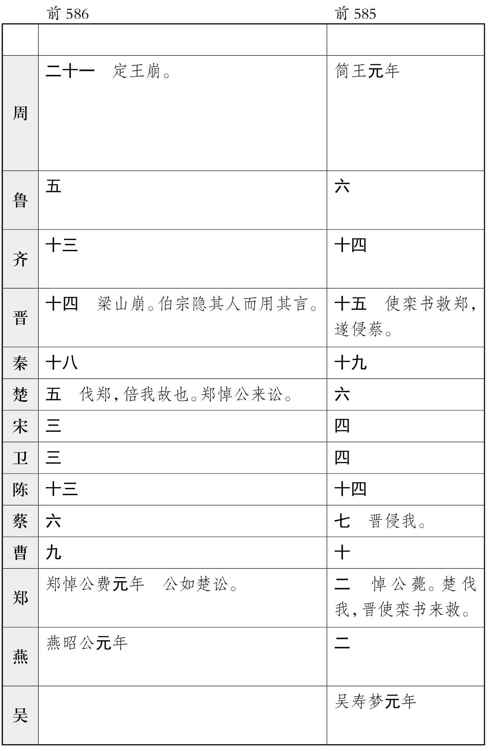 前 586 前 585
周 二十一 定王崩。 简王元年
鲁 五 六
齐 十三 十四
晋 十四 梁山崩。伯宗隐其人而用其言。 十五 使栾书救郑，
遂侵蔡。
秦 十八 十九
楚 五 伐郑，倍我故也。郑悼公来讼。 六
宋 三 四
卫 三 四
陈 十三 十四
蔡 六 七 晋侵我。
曹 九 十
郑 郑悼公费元年 公如楚讼。 二 悼公薨。楚伐
我，晋使栾书来救。
燕 燕昭公元年 二
吴 吴寿梦元年